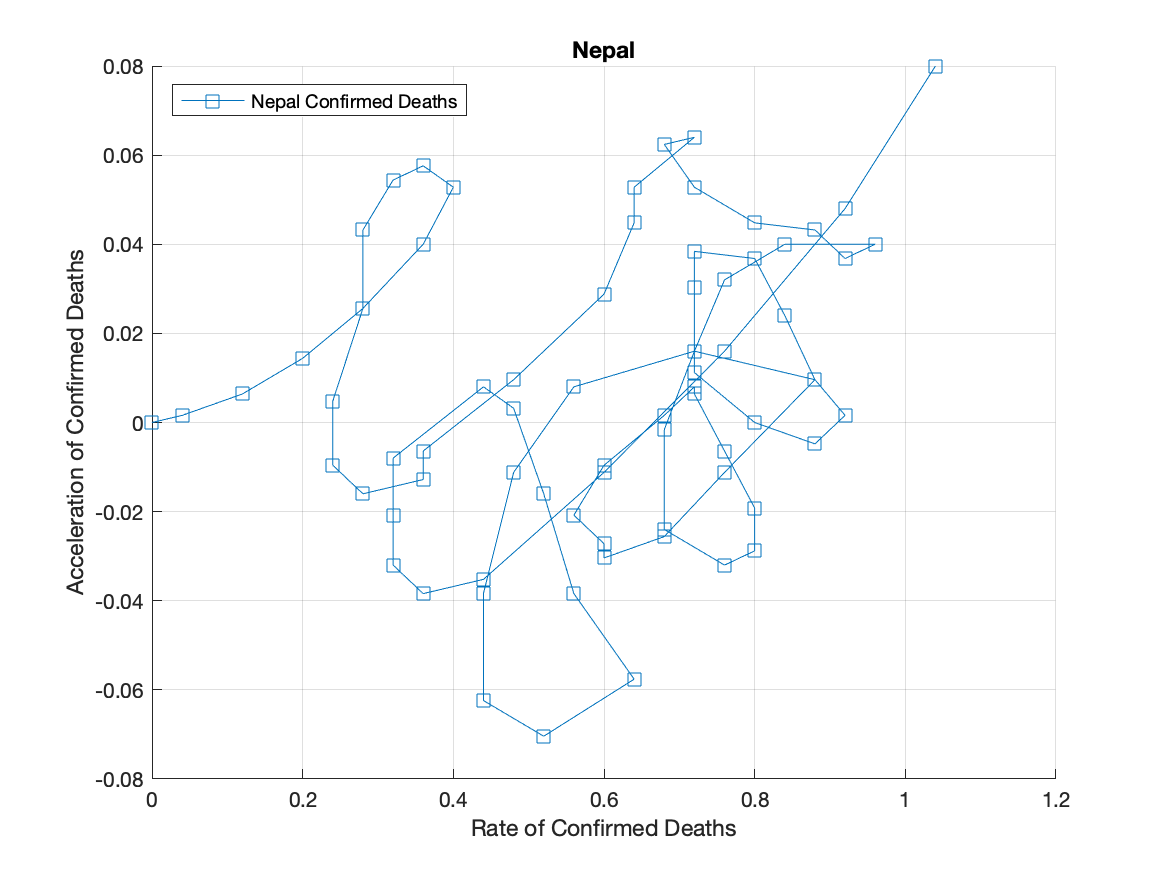 Nepal
Nepal Confirmed Deaths
0.08
0.06
0.04
0.02
0
-0.02
-0.04
-0.06
-0.08
Acceleration of Confirmed Deaths
0 0.2 0.4 0.6 0.8 1 1.2
Rate of Confirmed Deaths